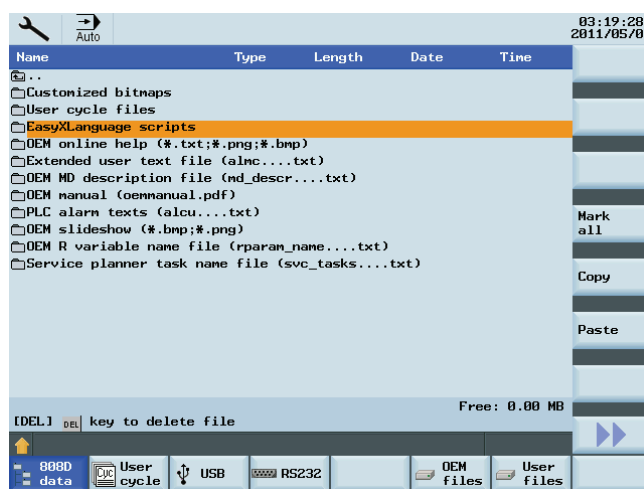 Auto
03:19:28
2011/05/0
Name Type Length Date Time
..
Customized bitmaps
User cycle files
EasyXLanguage scripts
OEM online help (*.txt;*.png;*.bmp)
Extended user text file (almc....txt)
OEM MD description file (md_descr....txt)
OEM manual (oemmanual.pdf)
PLC alarm texts (alcu....txt)
OEM slideshow (*.bmp;*.png)
OEM R variable name file (rparam_name....txt)
Service planner task name file (svc_tasks....txt)
Mark
all
Copy
Paste
Free: 0.00 MB
[DEL] DEL key to delete file
808D
data
Cyc
User
cycle
USB
RS232
OEM
files
User
files